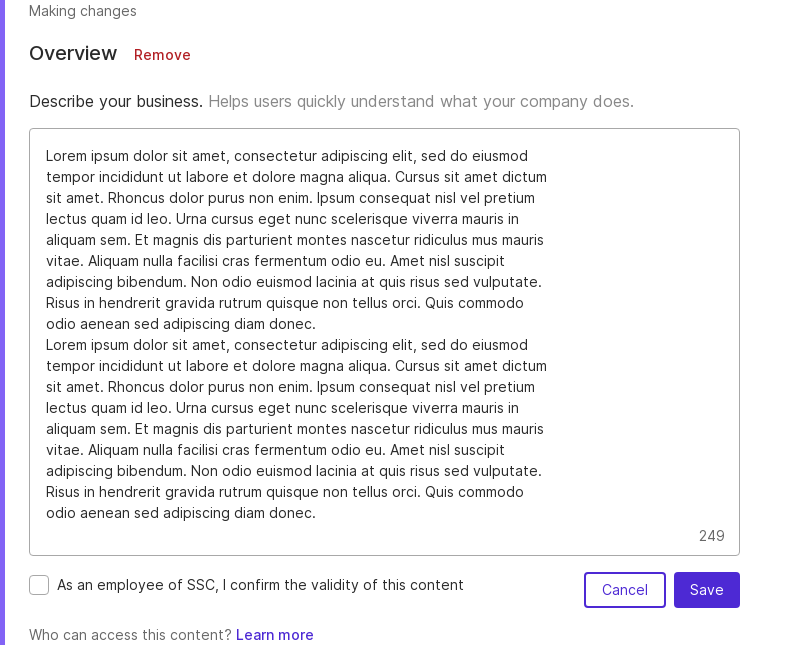 Making changes
Overview Remove
Describe your business. Helps users quickly understand what your company does.
Lorem ipsum dolor sit amet, consectetur adipiscing elit, sed do eiusmod
tempor incididunt ut labore et dolore magna aliqua. Cursus sit amet dictum
sit amet. Rhoncus dolor purus non enim. Ipsum consequat nisl vel pretium
lectus quam id leo. Urna cursus eget nunc scelerisque viverra mauris in
aliquam sem. Et magnis dis parturient montes nascetur ridiculus mus mauris
vitae. Aliquam nulla facilisi cras fermentum odio eu. Amet nisl suscipit
adipiscing bibendum. Non odio euismod lacinia at quis risus sed vulputate.
Risus in hendrerit gravida rutrum quisque non tellus orci. Quis commodo
odio aenean sed adipiscing diam donec.
Lorem ipsum dolor sit amet, consectetur adipiscing elit, sed do eiusmod
tempor incididunt ut labore et dolore magna aliqua. Cursus sit amet dictum
sit amet. Rhoncus dolor purus non enim. Ipsum consequat nisl vel pretium
lectus quam id leo. Urna cursus eget nunc scelerisque viverra mauris in
aliquam sem. Et magnis dis parturient montes nascetur ridiculus mus mauris
vitae. Aliquam nulla facilisi cras fermentum odio eu. Amet nisl suscipit
adipiscing bibendum. Non odio euismod lacinia at quis risus sed vulputate.
Risus in hendrerit gravida rutrum quisque non tellus orci. Quis commodo
odio aenean sed adipiscing diam donec.
249
As an employee of SSC, I confirm the validity of this content Cancel Save
Who can access this content? Learn more